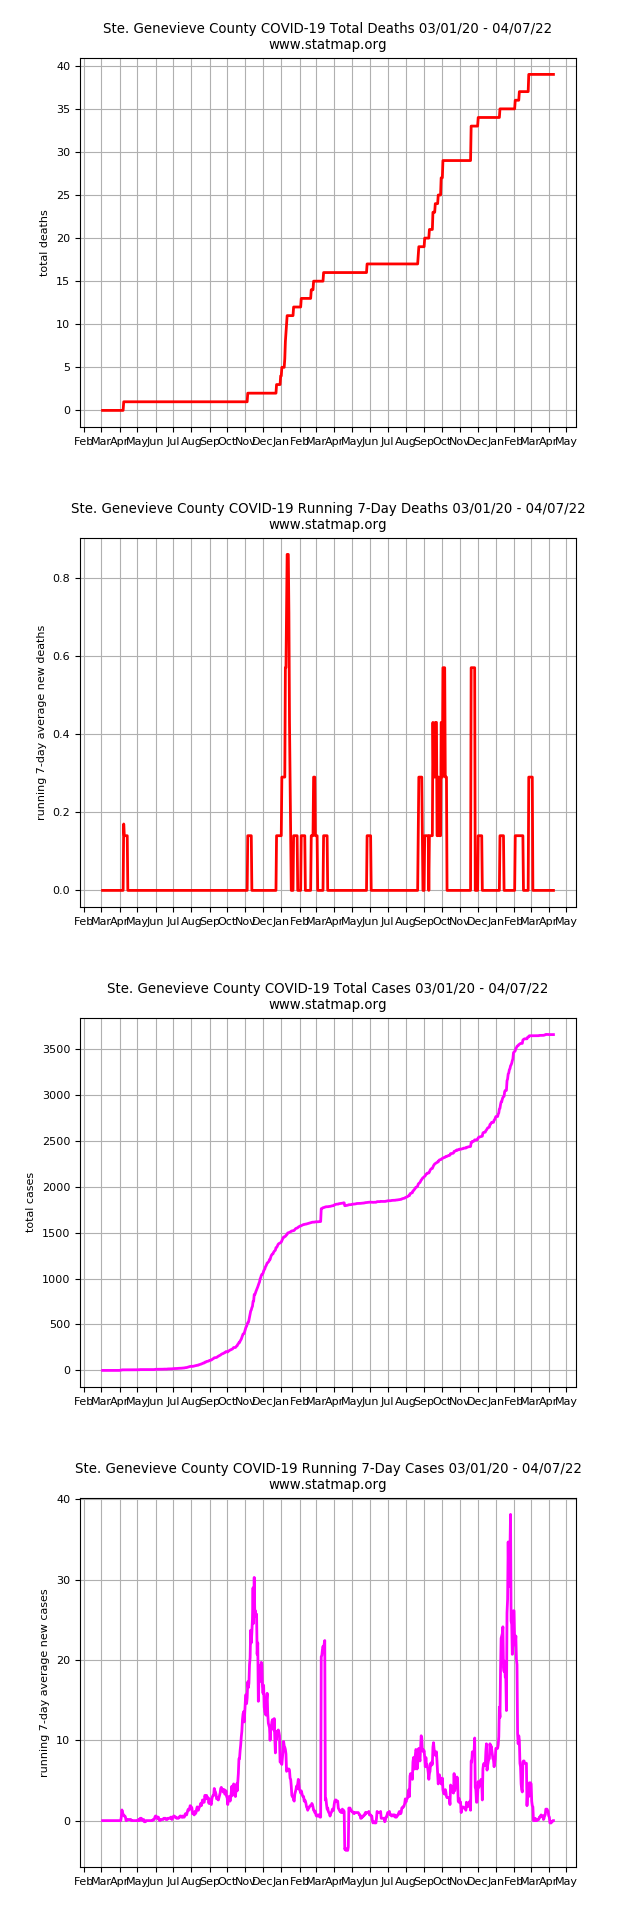 Ste. Genevieve County COVID-19 Total Deaths 03/01/20 - 04/07/22
www.statmap.org
40
35
30
25
20
15
10
5
0
total deaths
Feb Mar Apr May Jun Jul Aug Sep Oct Nov Dec Jan Feb Mar Apr May Jun Jul Aug Sep Oct Nov Dec Jan Feb Mar Apr May
Ste. Genevieve County COVID-19 Running 7-Day Deaths 03/01/20 - 04/07/22
www.statmap.org
0.8
0.6
0.4
0.2
0.0
running 7-day average new deaths
Feb Mar Apr May Jun Jul Aug Sep Oct Nov Dec Jan Feb Mar Apr May Jun Jul Aug Sep Oct Nov Dec Jan Feb Mar Apr May
Ste. Genevieve County COVID-19 Total Cases 03/01/20 - 04/07/22
www.statmap.org
3500
3000
2500
2000
1500
1000
500
0
total cases
Feb Mar Apr May Jun Jul Aug Sep Oct Nov Dec Jan Feb Mar Apr May Jun Jul Aug Sep Oct Nov Dec Jan Feb Mar Apr May
Ste. Genevieve County COVID-19 Running 7-Day Cases 03/01/20 - 04/07/22
www.statmap.org
40
30
20
10
0
running 7-day average new cases
Feb Mar Apr May Jun Jul Aug Sep Oct Nov Dec Jan Feb Mar Apr May Jun Jul Aug Sep Oct Nov Dec Jan Feb Mar Apr May